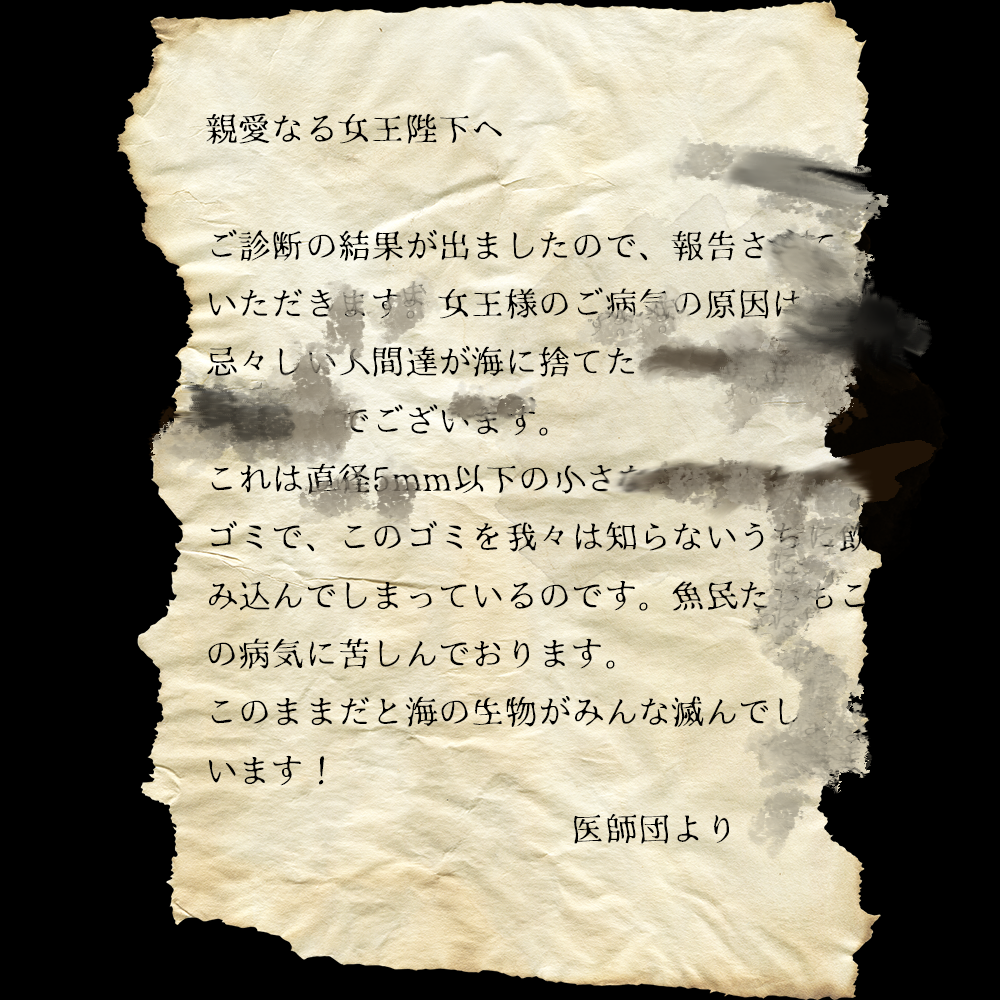 親愛なる女王陛下へ
ご診断の結果が出ましたので、報告さ
いただきます。女王様のご病気の原因は
忌々しい人間達が海に捨てた
でございます。
これは直径5mm以下の小さな
ゴミで、このゴミを我々は知らないうちに飲
み込んでしまっているのです。魚民た もこ
の病気に苦しんでおります。
このままだと海の生物がみんな滅んでし
います！
医師団より